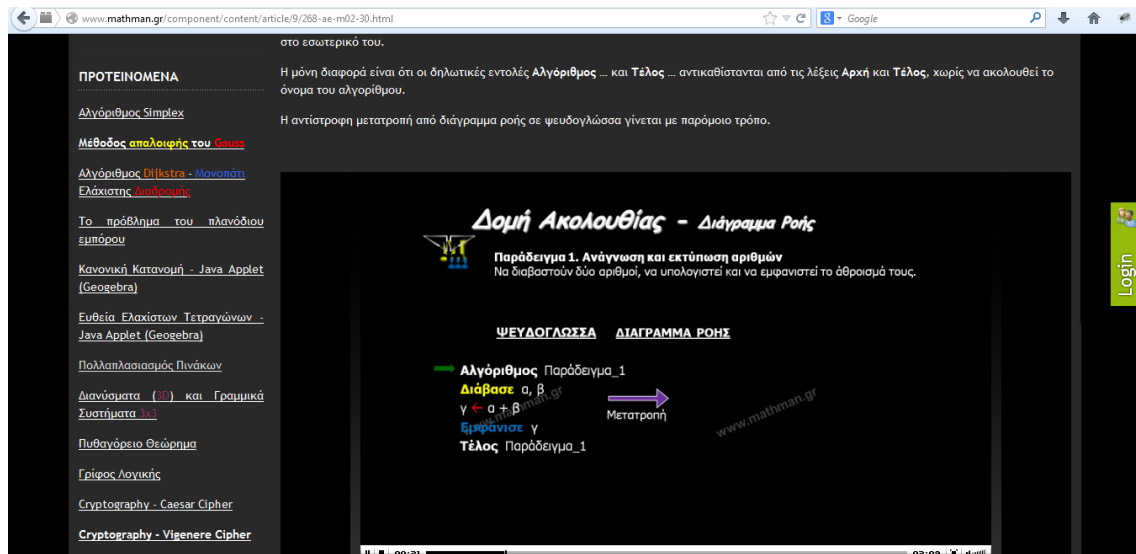 www.mathman.gr/component/content/article/9/268-ae-m02-30.html
Google
στο εσωτερικό του.
Η μόνη διαφορά είναι ότι οι δηλωτικές εντολές Αλγόριθμος ... και Τέλος ... αντικαθίστανται από τις λέξεις Αρχή και Τέλος, χωρίς να ακολουθεί το
όνομα του αλγορίθμου.
Η αντίστροφη μετατροπή από διάγραμμα ροής σε ψευδογλώσσα γίνεται με παρόμοιο τρόπο.
ΠΡΟΤΕΙΝΟΜΕΝΑ
Αλγόριθμος Simplex
Μέθοδος απαλοιφής του Gauss
Αλγόριθμος Dijkstra - Μονοπάτι
Ελάχιστης Διαδρομής
Το πρόβλημα του πλανόδιου
εμπόρου
Κανονική Κατανομή - Java Applet
(Geogebra)
Ευθεία Ελαχίστων Τετραγώνων -
Java Applet (Geogebra)
Πολλαπλασιασμός Πινάκων
Διανύσματα (3D) και Γραμμικά
Συστήματα 3x3
Πυθαγόρειο Θεώρημα
Γρίφος Λογικής
Cryptography - Caesar Cipher
Cryptography - Vigenere Cipher
Δομή Ακολουθίας - Διάγραμμα Ροής
Παράδειγμα 1. Ανάγνωση και εκτύπωση αριθμών
Να διαβαστούν δύο αριθμοί, να υπολογιστεί και να εμφανιστεί το άθροισμά τους.
ΨΕΥΔΟΓΛΩΣΣΑ ΔΙΑΓΡΑΜΜΑ ΡΟΗΣ
Αλγόριθμος Παράδειγμα_1
Διάβασε α, β
γ ← α + β
Εμφάνισε γ
Τέλος Παράδειγμα_1
Μετατροπή
www.mathman.gr
www.mathman.gr
00:31
03:09
Login